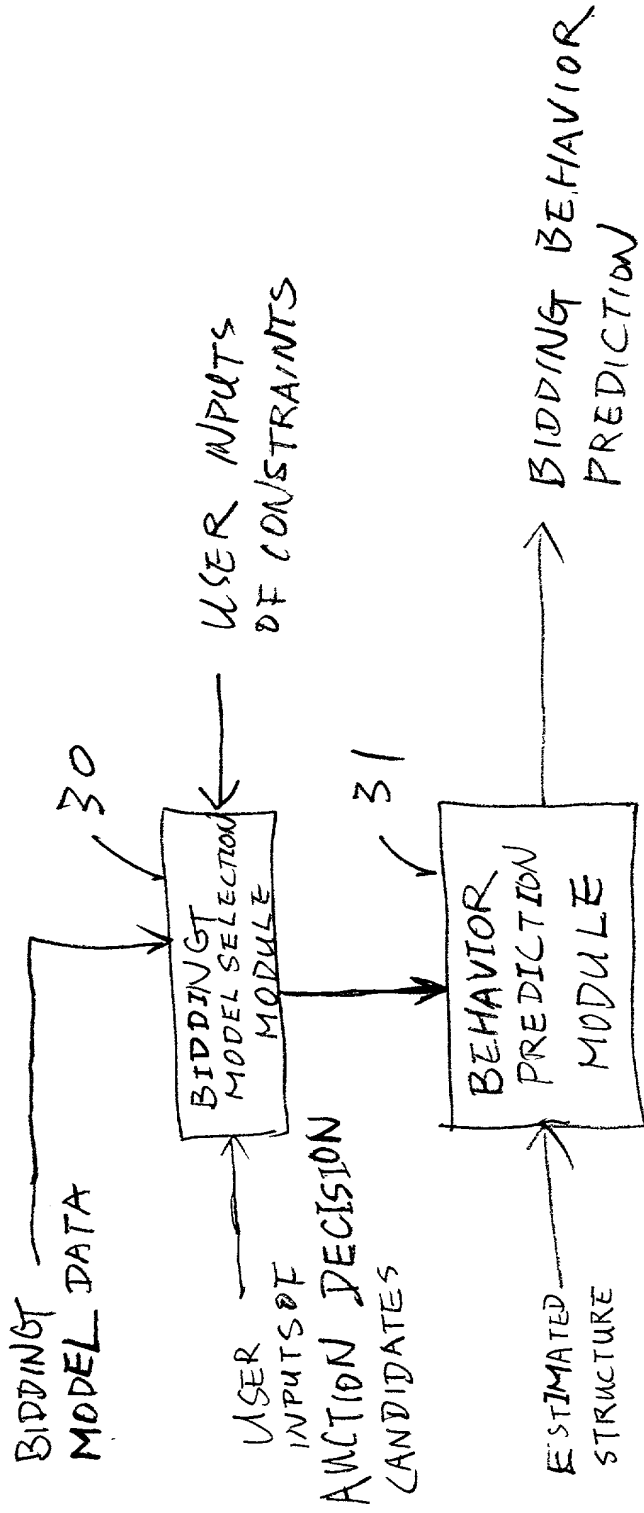 BIDDING
MODEL DATA
30
USER
INPUTS OF
AUCTION DECISION
CANDIDATES
BIDDING
MODEL SELECTION
MODULE
USER INPUTS
OF CONSTRAINTS
31
ESTIMATED
STRUCTURE
BEHAVIOR
PREDICTION
MODULE
BIDDING BEHAVIOR
PREDICTION